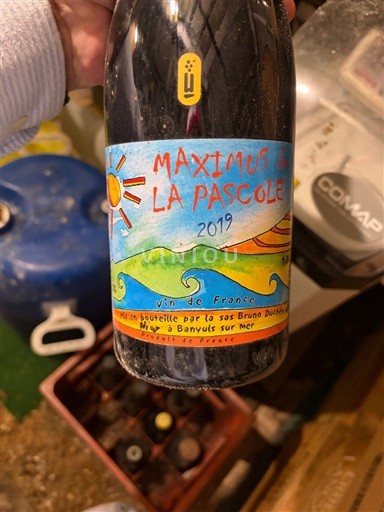 MAXIMUS
LA PASCOLE
2019
VINIOU
Vin de France
Mis en bouteille par la sas Bruno
à Banyuls sur mer
Produit de France
COMAP